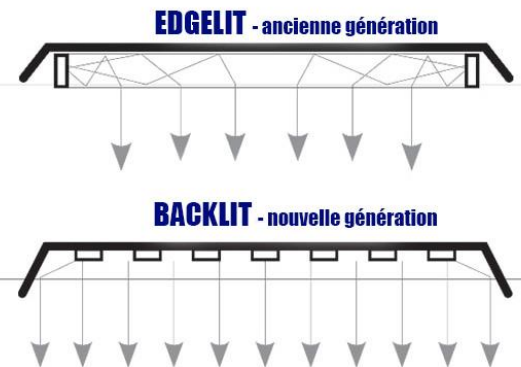 EDGELIT - ancienne génération
BACKLIT - nouvelle génération